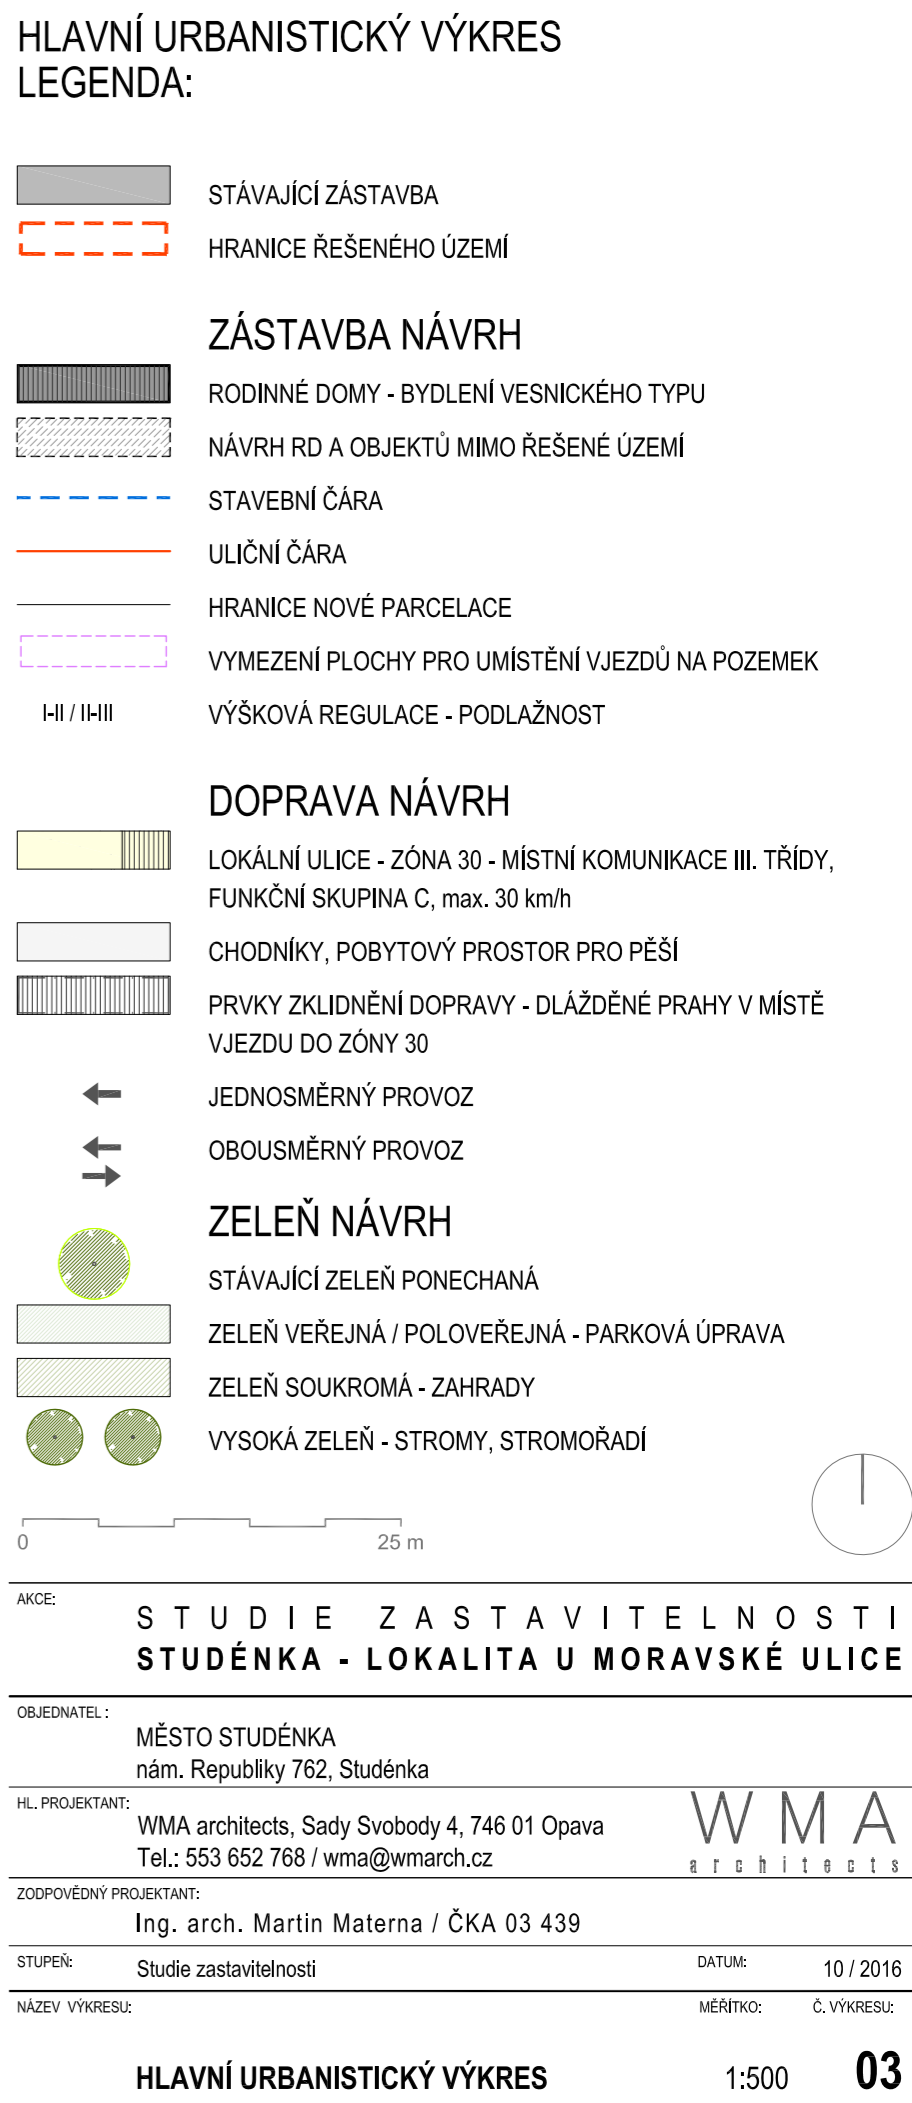 HLAVNÍ URBANISTICKÝ VÝKRES
LEGENDA:
STÁVAJÍCÍ ZÁSTAVBA
HRANICE ŘEŠENÉHO ÚZEMÍ
ZÁSTAVBA NÁVRH
RODINNÉ DOMY - BYDLENÍ VESNICKÉHO TYPU
NÁVRH RD A OBJEKTŮ MIMO ŘEŠENÉ ÚZEMÍ
STAVEBNÍ ČÁRA
ULIČNÍ ČÁRA
HRANICE NOVÉ PARCELACE
VYMEZENÍ PLOCHY PRO UMÍSTĚNÍ VJEZDŮ NA POZEMEK
I-II / II-III VÝŠKOVÁ REGULACE - PODLAŽNOST
DOPRAVA NÁVRH
LOKÁLNÍ ULICE - ZÓNA 30 - MÍSTNÍ KOMUNIKACE III. TŘÍDY,
FUNKČNÍ SKUPINA C, max. 30 km/h
CHODNÍKY, POBYTOVÝ PROSTOR PRO PĚŠÍ
PRVKY ZKLIDNĚNÍ DOPRAVY - DLÁŽDĚNÉ PRAHY V MÍSTĚ
VJEZDU DO ZÓNY 30
JEDNOSMĚRNÝ PROVOZ
OBOUSMĚRNÝ PROVOZ
ZELEŇ NÁVRH
STÁVAJÍCÍ ZELEŇ PONECHANÁ
ZELEŇ VEŘEJNÁ / POLOVEŘEJNÁ - PARKOVÁ ÚPRAVA
ZELEŇ SOUKROMÁ - ZAHRADY
VYSOKÁ ZELEŇ - STROMY, STROMOŘADÍ
0 25 m
AKCE:
STUDIE ZASTAVITELNOSTI
STUDÉNKA - LOKALITA U MORAVSKÉ ULICE
OBJEDNATEL :
MĚSTO STUDÉNKA
nám. Republiky 762, Studénka
HL. PROJEKTANT:
WMA architects, Sady Svobody 4, 746 01 Opava
Tel.: 553 652 768 / wma@wmarch.cz
WMA
architects
ZODPOVĚDNÝ PROJEKTANT:
Ing. arch. Martin Materna / ČKA 03 439
STUPEŇ: Studie zastavitelnosti DATUM: 10 / 2016
NÁZEV VÝKRESU: MĚŘÍTKO: Č. VÝKRESU:
HLAVNÍ URBANISTICKÝ VÝKRES 1:500 03